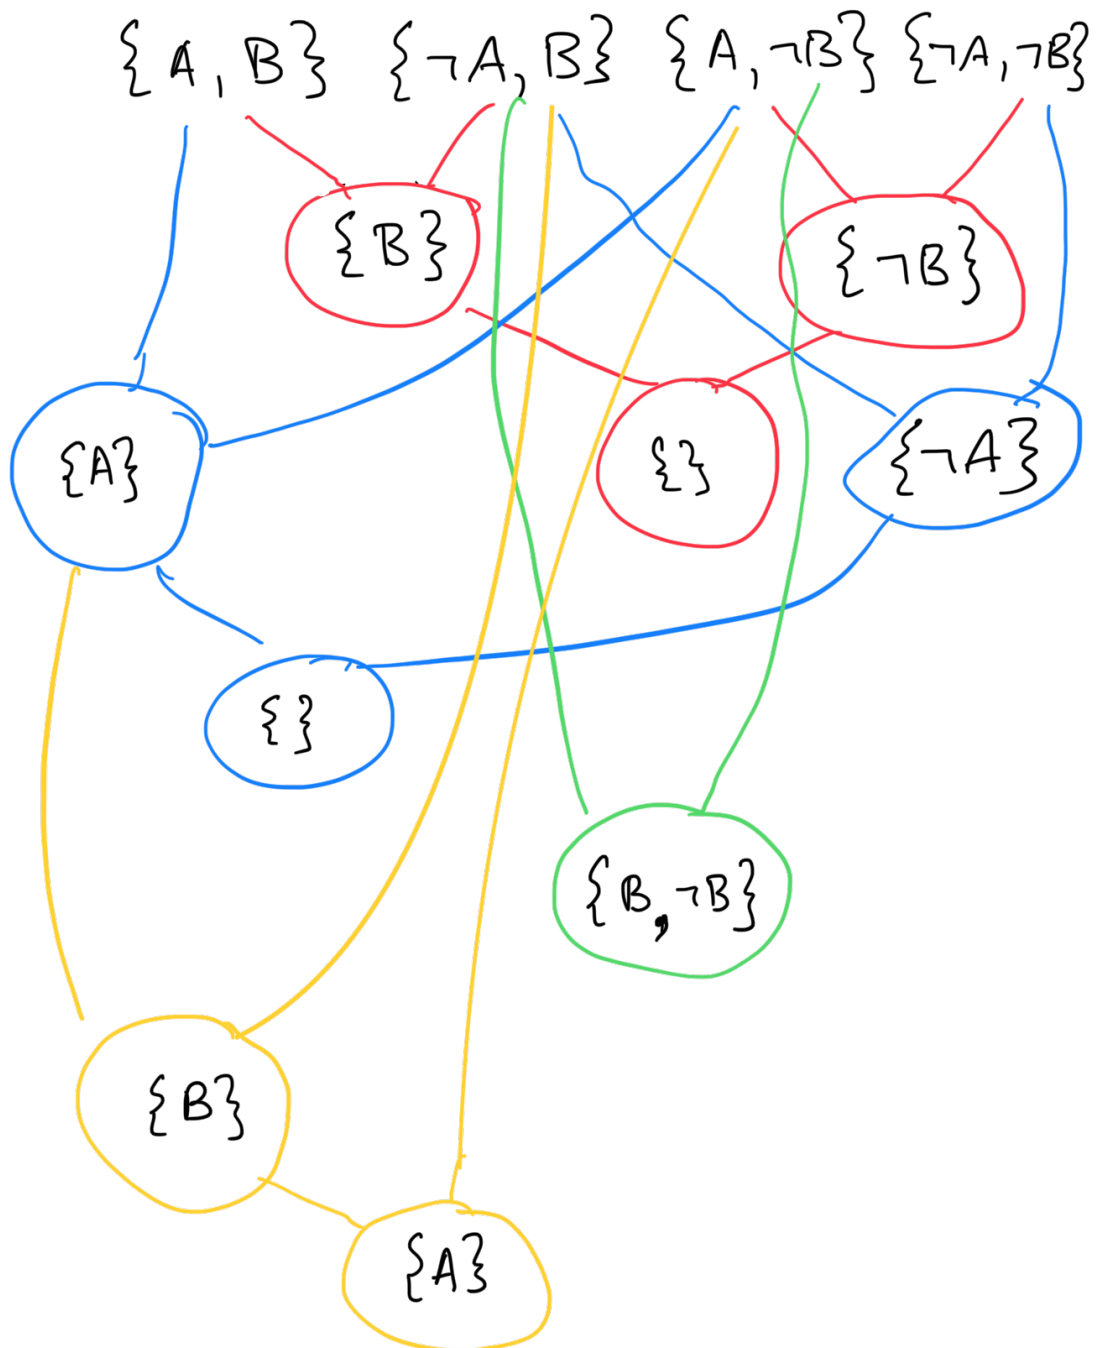 {A, B} {¬A, B} {A, ¬B} {¬A, ¬B}
{B} {¬B}
{A} {} {¬A}
{}
{B, ¬B}
{B}
{A}